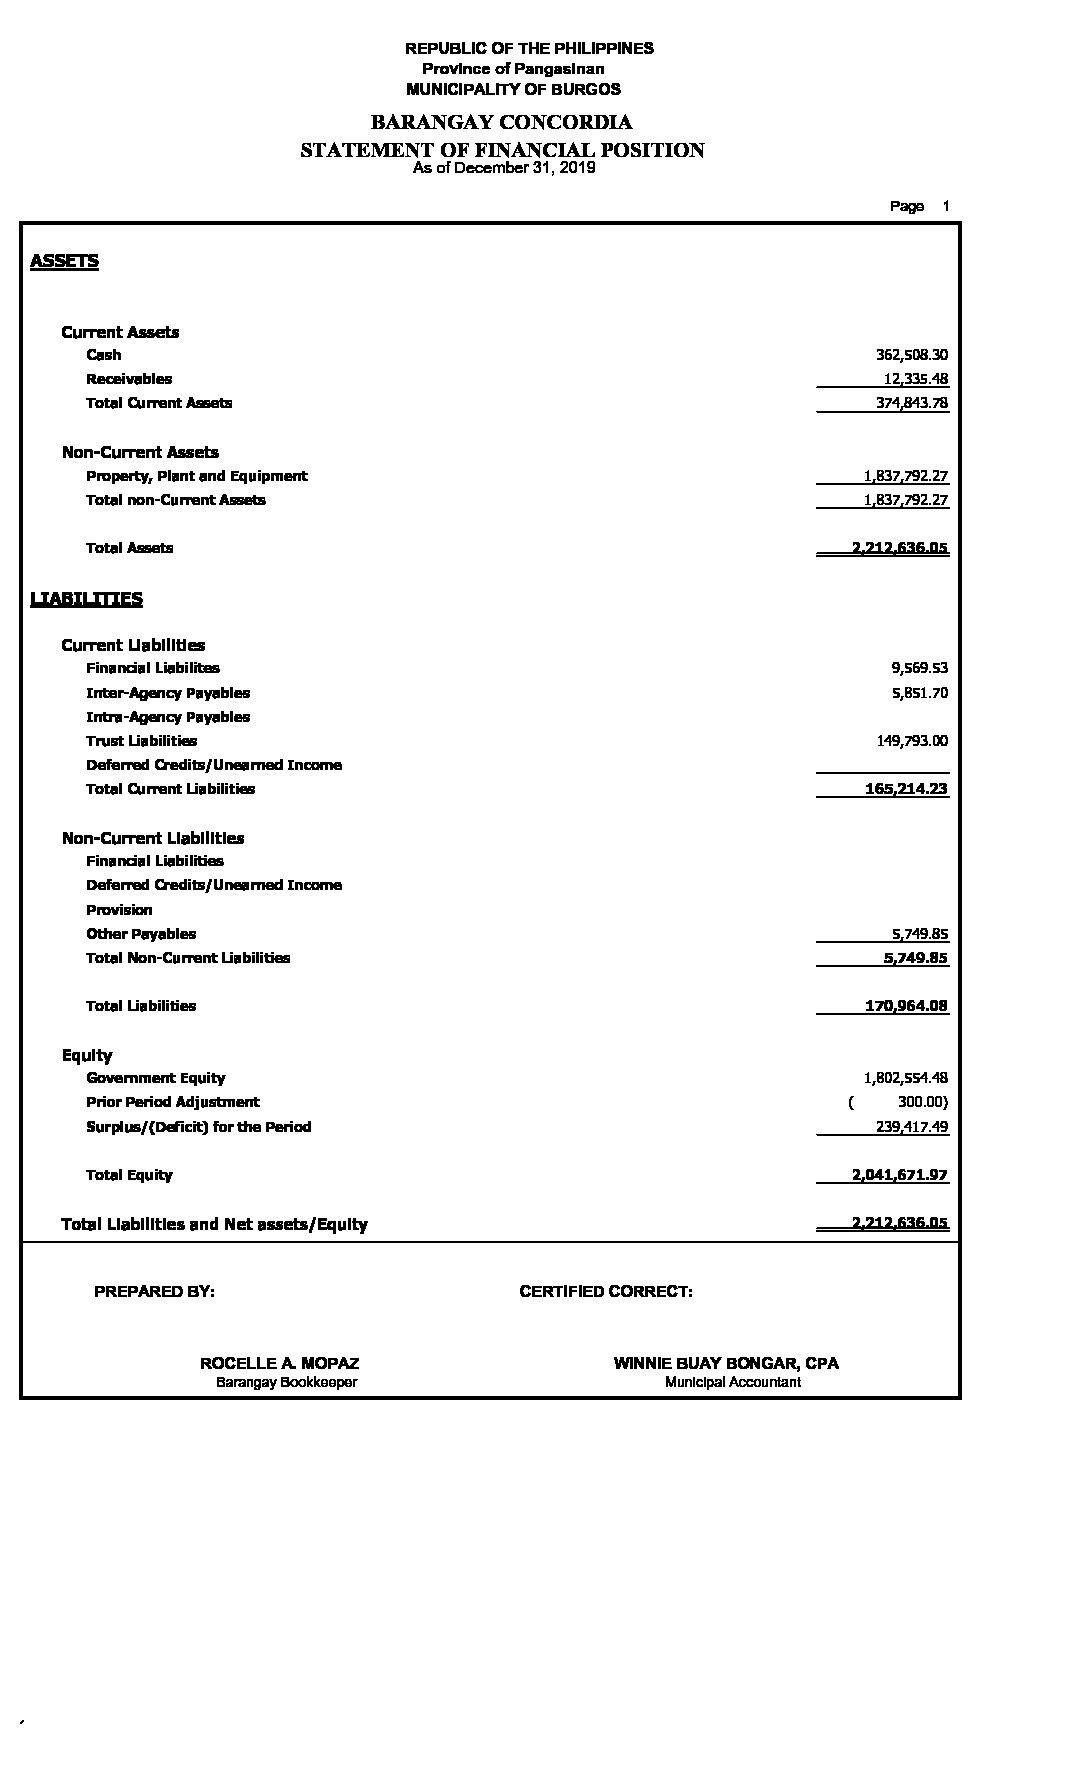 REPUBLIC OF THE PHILIPPINES
Province of Pangasinan
MUNICIPALITY OF BURGOS
BARANGAY CONCORDIA
STATEMENT OF FINANCIAL POSITION
As of December 31, 2019
Page 1
ASSETS
Current Assets
Cash 362,508.30
Receivables 12,335.48
Total Current Assets 374,843.78
Non-Current Assets
Property, Plant and Equipment 1,837,792.27
Total non-Current Assets 1,837,792.27
Total Assets 2,212,636.05
LIABILITIES
Current Liabilities
Financial Liabilites 9,569.53
Inter-Agency Payables 5,851.70
Intra-Agency Payables
Trust Liabilities 149,793.00
Deferred Credits/Unearned Income
Total Current Liabilities 165,214.23
Non-Current Liabilities
Financial Liabilities
Deferred Credits/Unearned Income
Provision
Other Payables 5,749.85
Total Non-Current Liabilities 5,749.85
Total Liabilities 170,964.08
Equity
Government Equity 1,802,554.48
Prior Period Adjustment ( 300.00)
Surplus/(Deficit) for the Period 239,417.49
Total Equity 2,041,671.97
Total Liabilities and Net assets/Equity 2,212,636.05
PREPARED BY: CERTIFIED CORRECT:
ROCELLE A. MOPAZ WINNIE BUAY BONGAR, CPA
Barangay Bookkeeper Municipal Accountant